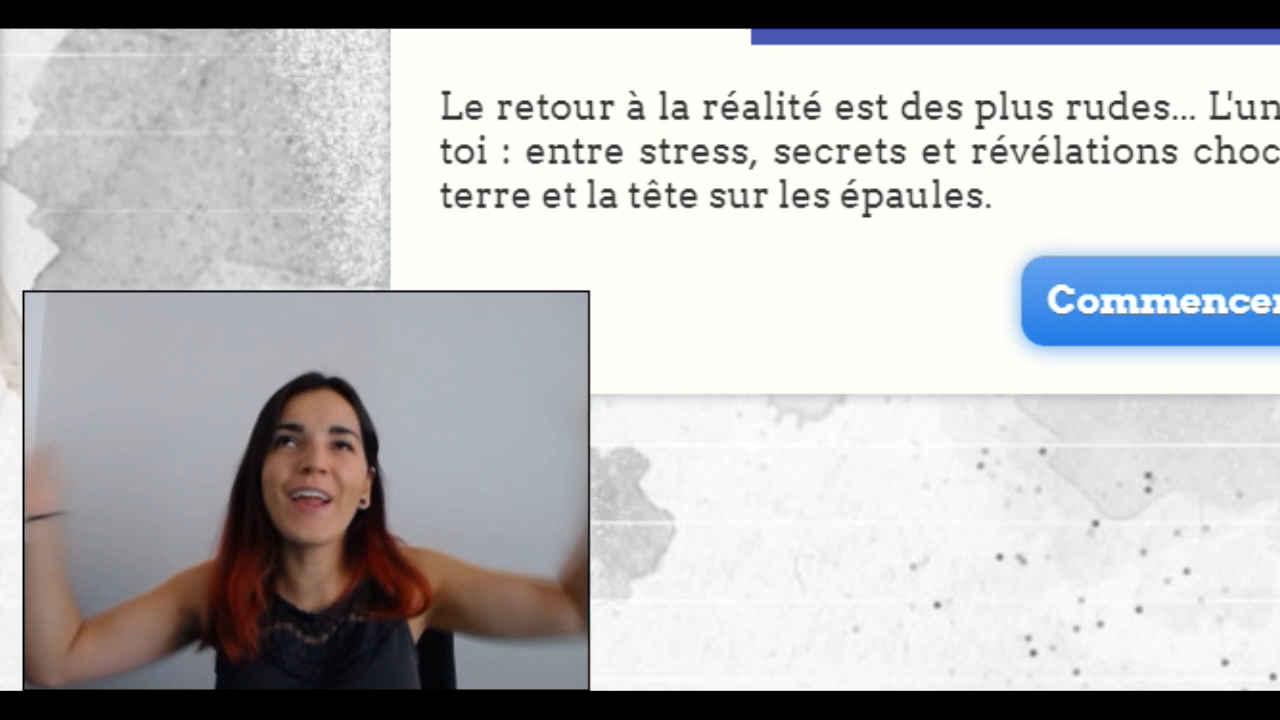 Le retour à la réalité est des plus rudes... L'un
toi : entre stress, secrets et révélations choc
terre et la tête sur les épaules.
Commencer